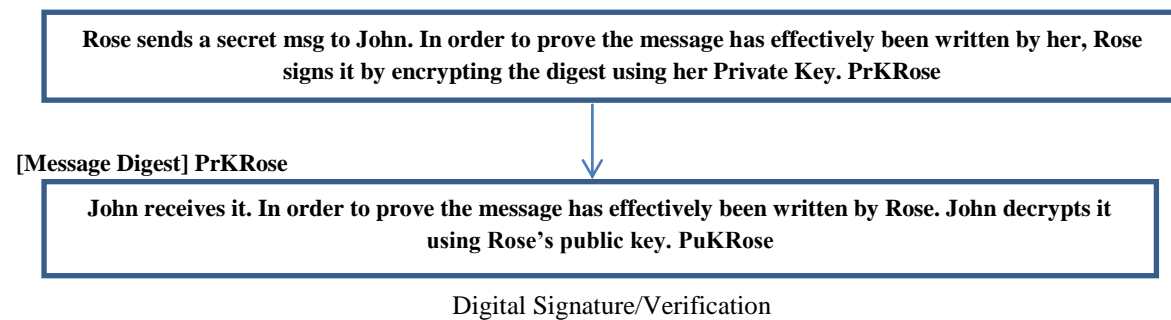 Rose sends a secret msg to John. In order to prove the message has effectively been written by her, Rose
signs it by encrypting the digest using her Private Key. PrKRose
[Message Digest] PrKRose
John receives it. In order to prove the message has effectively been written by Rose. John decrypts it
using Rose’s public key. PuKRose
Digital Signature/Verification